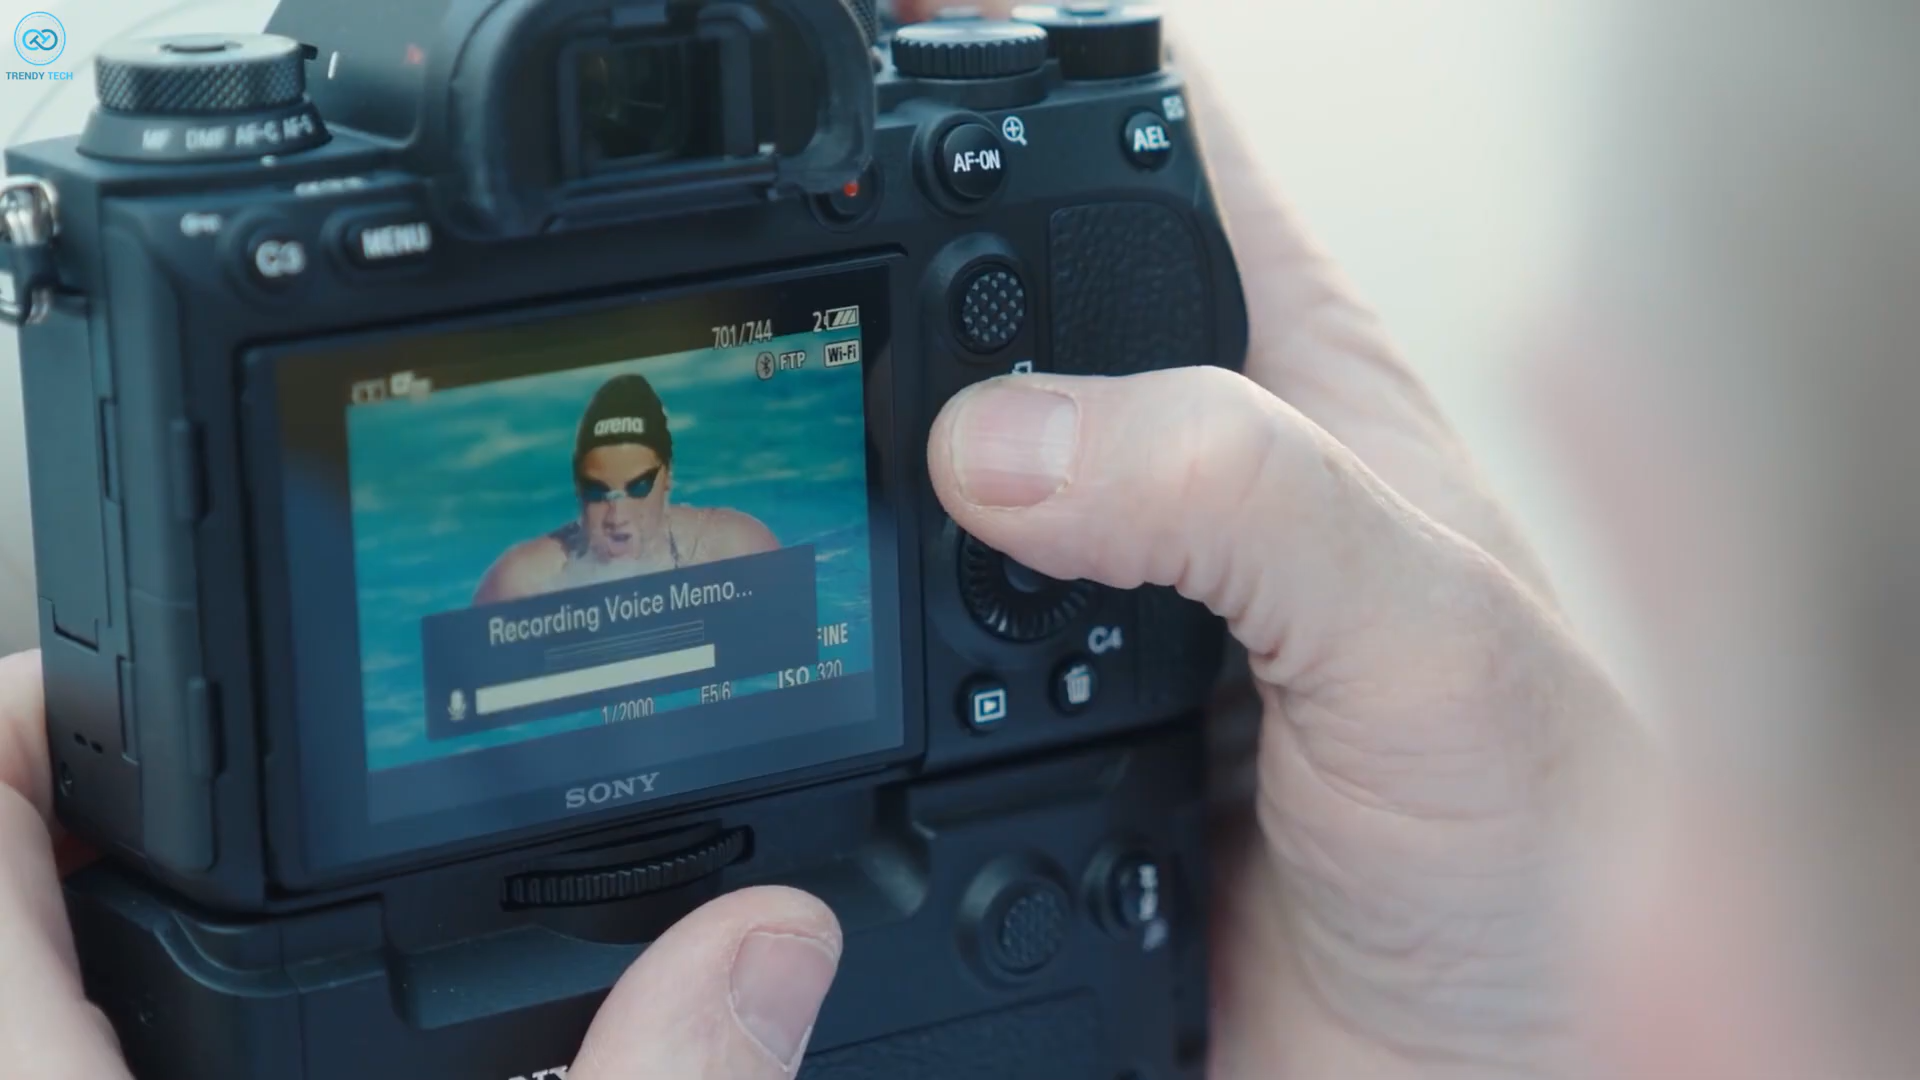 TRENDY TECH
MF DMF AF-C AF-S
AF-ON
AEL
C3
MENU
701/744
FTP
Wi-Fi
arena
Recording Voice Memo...
FINE
1/2000
F5.6
ISO 320
C4
SONY
SONY